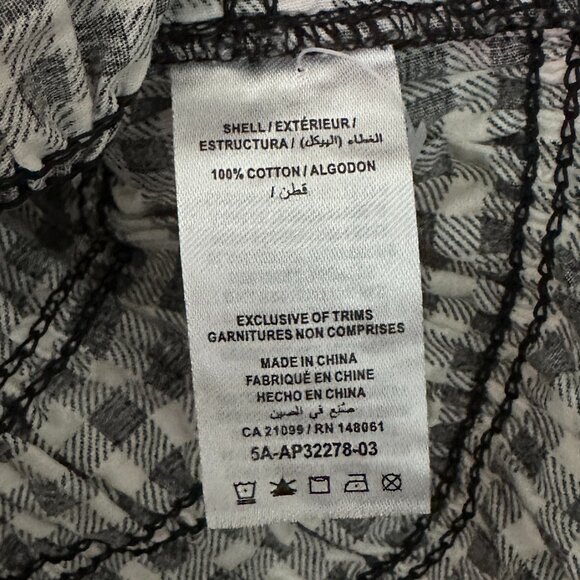 SHELL / EXTÉRIEUR /
ESTRUCTURA / الغطاء (الهيكل) /
100% COTTON / ALGODON
/ قطن
EXCLUSIVE OF TRIMS
GARNITURES NON COMPRISES
MADE IN CHINA
FABRIQUÉ EN CHINE
HECHO EN CHINA
صنع في الصين
CA 21099 / RN 148061
5A-AP32278-03